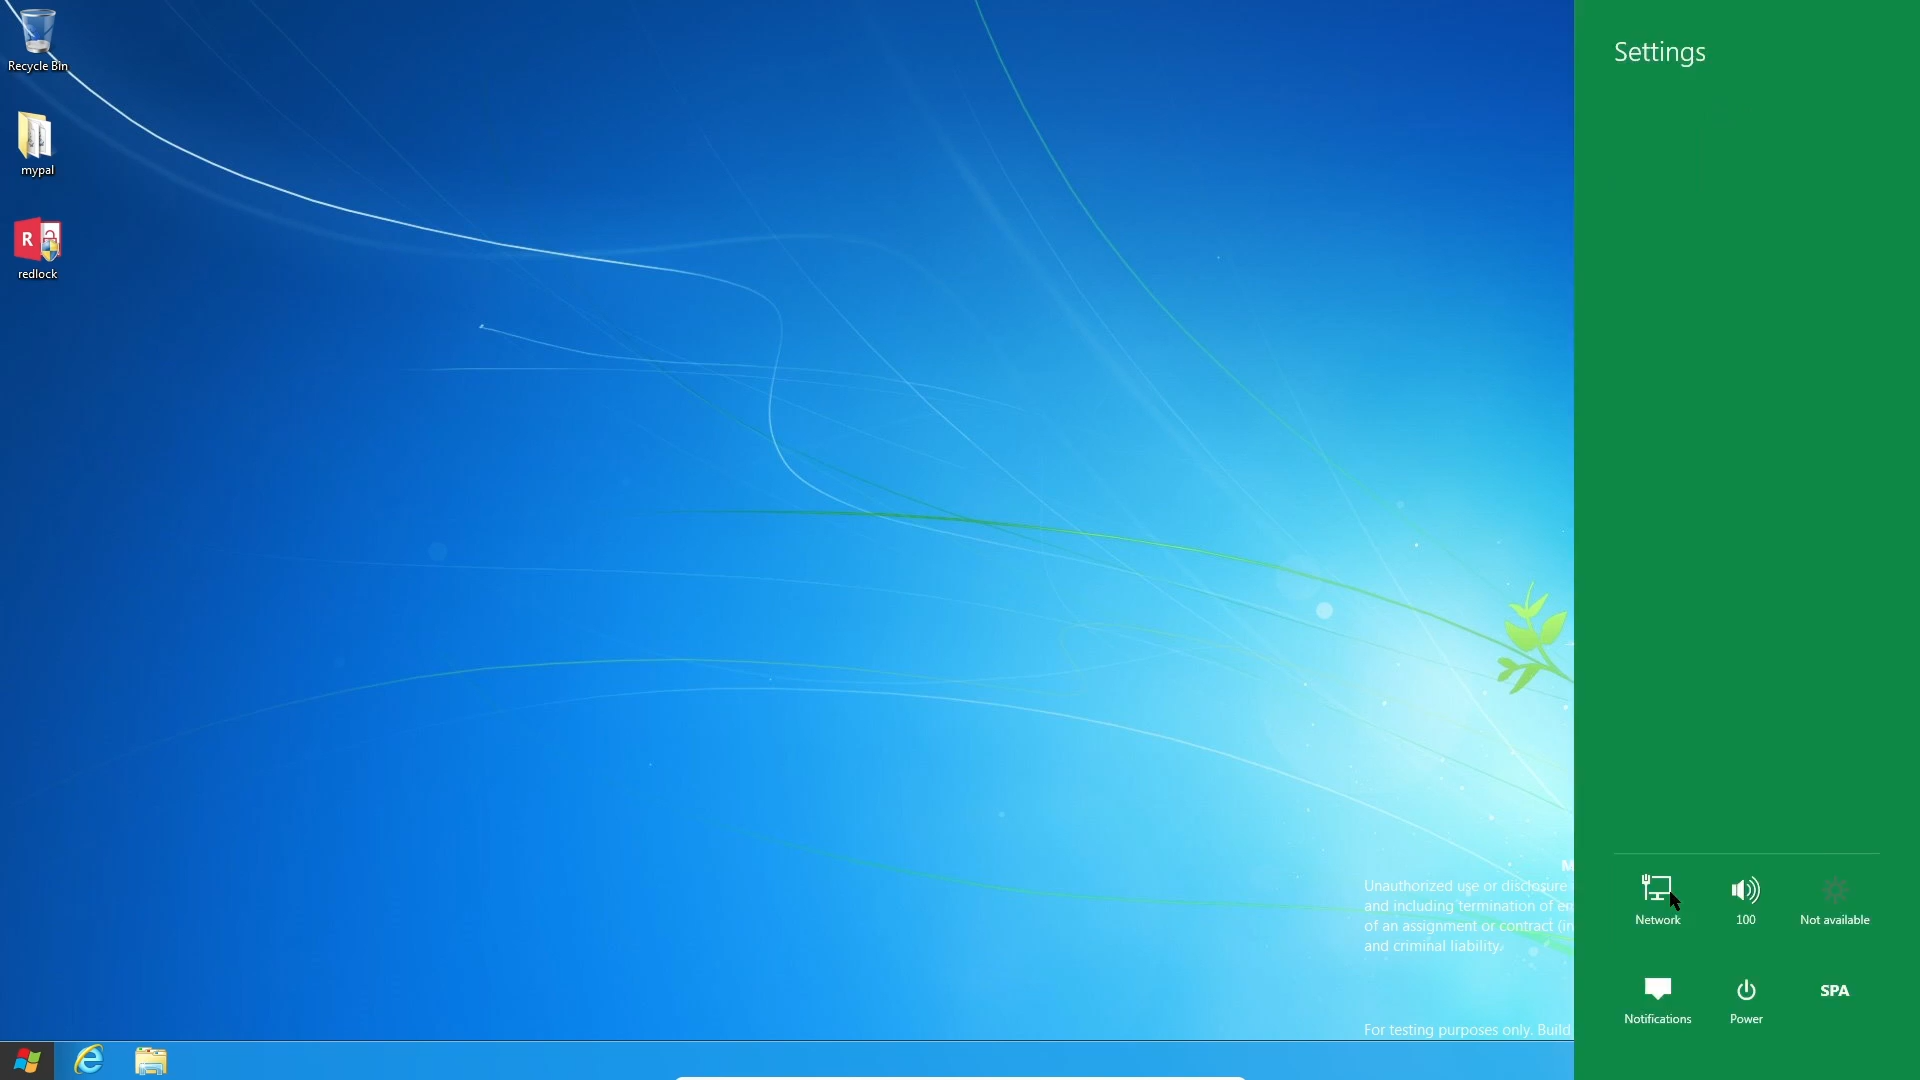 Recycle Bin
mypal
redlock
Settings
Unauthorized use or disclosure
and including termination of
of an assignment or contract
and criminal liability.
For testing purposes only. Build
Network
100
Not available
Notifications
Power
SPA